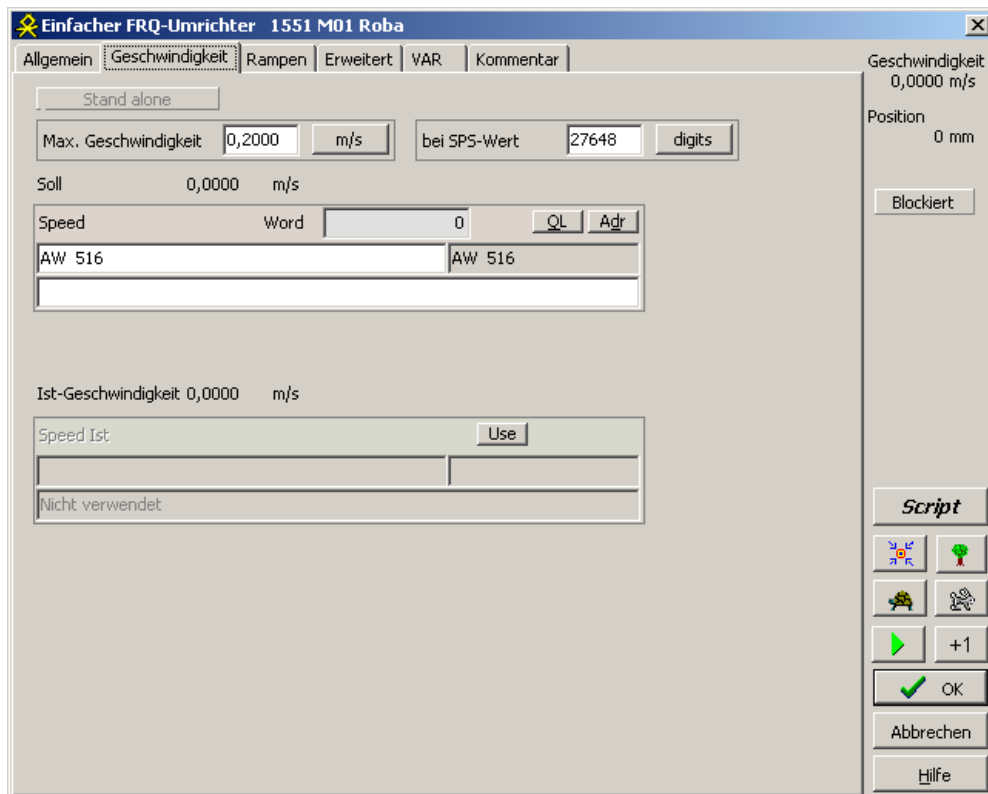 Einfacher FRQ-Umrichter 1551 M01 Roba
Allgemein Geschwindigkeit Rampen Erweitert VAR Kommentar
Stand alone
Max. Geschwindigkeit 0,2000 m/s bei SPS-Wert 27648 digits
Soll 0,0000 m/s
Speed Word 0 QL Adr
AW 516 AW 516
Ist-Geschwindigkeit 0,0000 m/s
Speed Ist Use
Nicht verwendet
Geschwindigkeit
0,0000 m/s
Position
0 mm
Blockiert
Script
+1
OK
Abbrechen
Hilfe